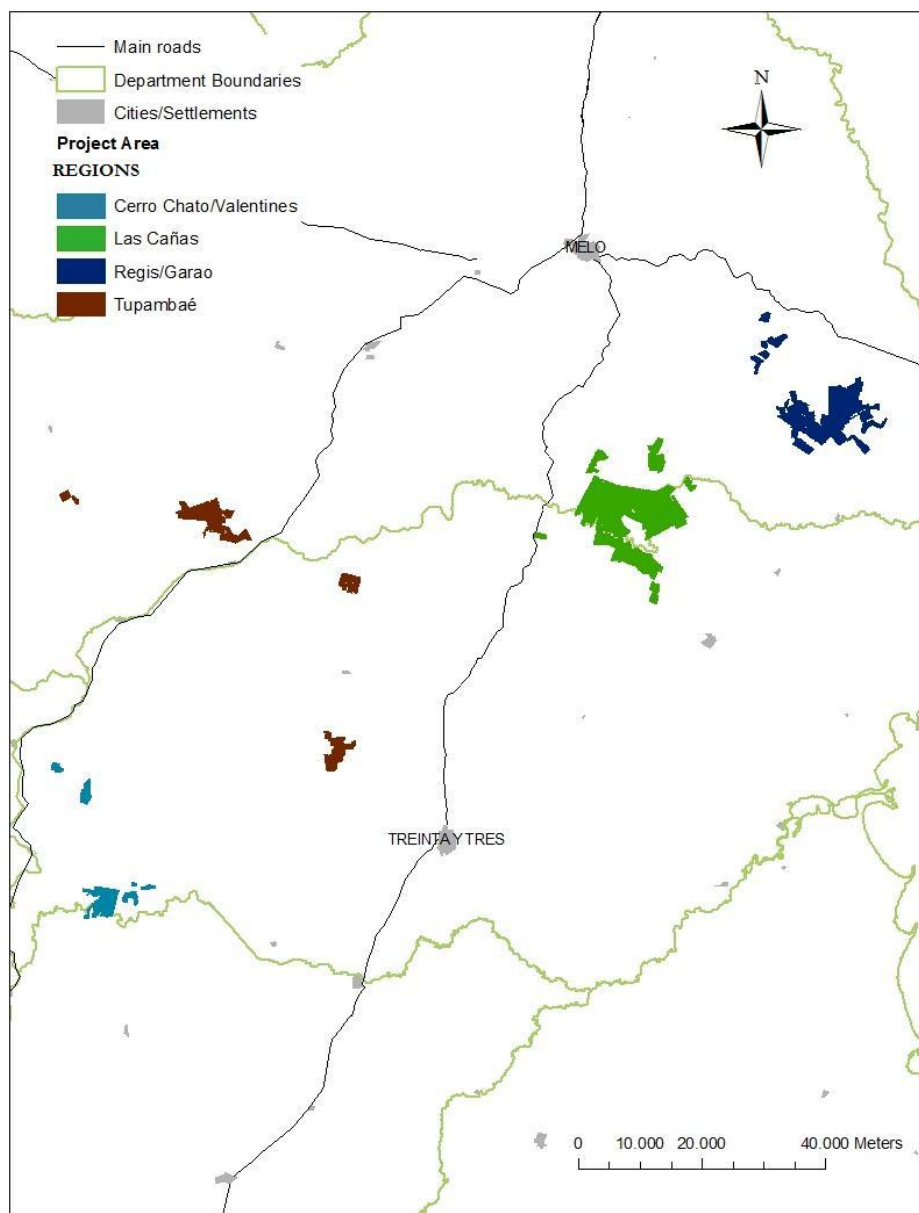 Main roads
Department Boundaries
Cities/Settlements
Project Area
REGIONS
Cerro Chato/Valentines
Las Cañas
Regis/Garao
Tupambaé
N
MELO
TREINTA Y TRES
0 10.000 20.000 40.000 Meters